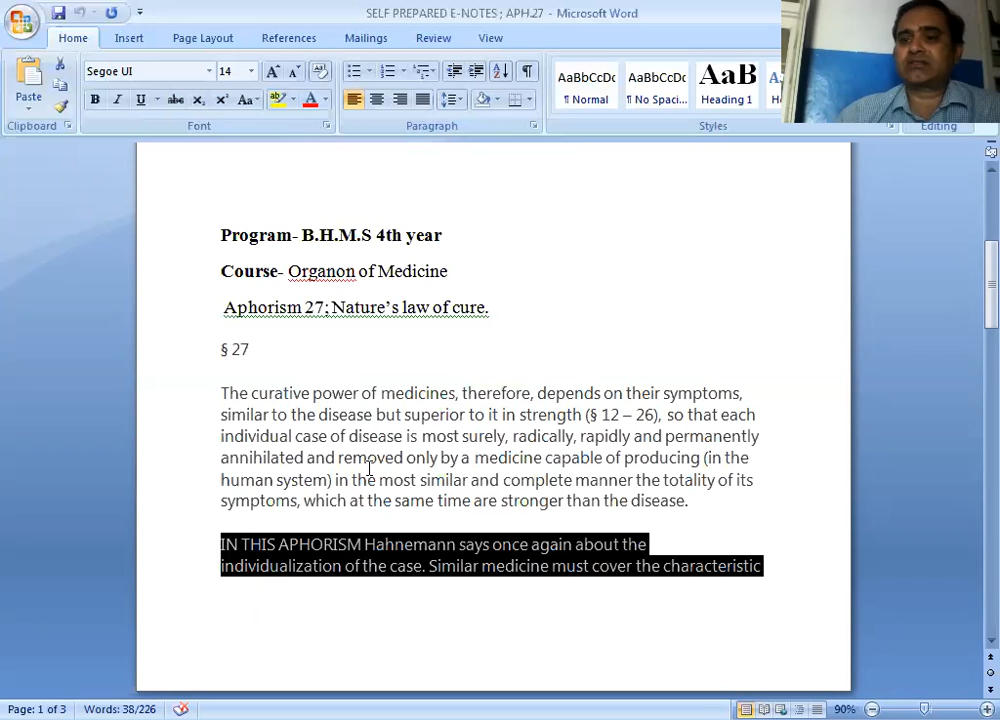 SELF PREPARED E-NOTES ; APH.27 - Microsoft Word
Home Insert Page Layout References Mailings Review View
Paste
Segoe UI 14
B I U abc X₂ X² Aa A
AaBbCcDc AaBbCcDc AaBbCc
¶ Normal ¶ No Spaci... Heading 1
Clipboard Font Paragraph Styles Editing
Program- B.H.M.S 4th year
Course- Organon of Medicine
Aphorism 27; Nature's law of cure.
§ 27
The curative power of medicines, therefore, depends on their symptoms,
similar to the disease but superior to it in strength (§ 12 – 26), so that each
individual case of disease is most surely, radically, rapidly and permanently
annihilated and removed only by a medicine capable of producing (in the
human system) in the most similar and complete manner the totality of its
symptoms, which at the same time are stronger than the disease.
IN THIS APHORISM Hahnemann says once again about the
individualization of the case. Similar medicine must cover the characteristic
Page: 1 of 3 Words: 38/226 90%